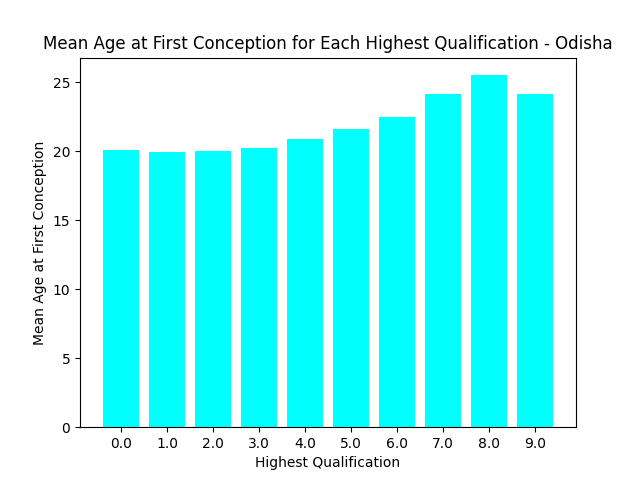 Mean Age at First Conception for Each Highest Qualification - Odisha
Mean Age at First Conception
25
20
15
10
5
0
0.0 1.0 2.0 3.0 4.0 5.0 6.0 7.0 8.0 9.0
Highest Qualification